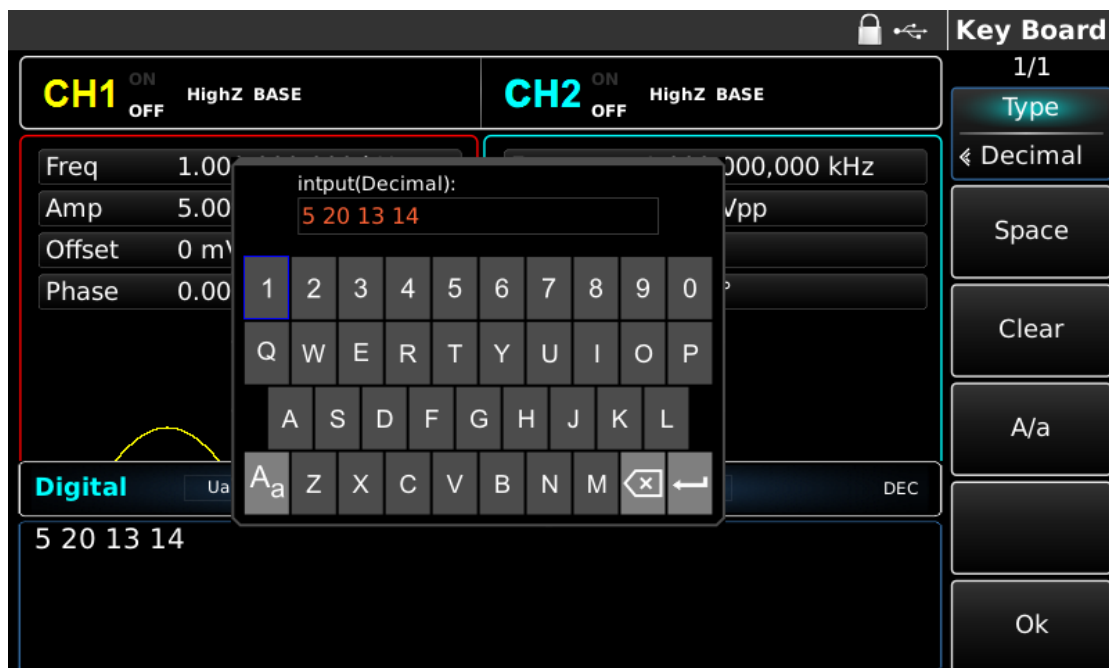 Key Board
1/1
CH1 ON OFF HighZ BASE
CH2 ON OFF HighZ BASE
Type
Decimal
Freq 1.00 000,000 kHz
Amp 5.00 Vpp
Offset 0 m
Phase 0.00 °
intput(Decimal):
5 20 13 14
1 2 3 4 5 6 7 8 9 0
Q W E R T Y U I O P
A S D F G H J K L
Aa Z X C V B N M
Space
Clear
A/a
Digital Ua DEC
5 20 13 14
Ok